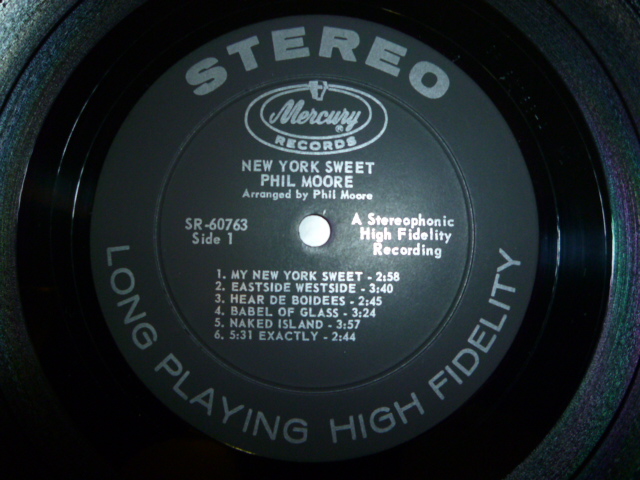 STEREO
Mercury ®
RECORDS
NEW YORK SWEET
PHIL MOORE
Arranged by Phil Moore
SR-60763
Side 1
A Stereophonic
High Fidelity
Recording
1. MY NEW YORK SWEET - 2:58
2. EASTSIDE WESTSIDE - 3:40
3. HEAR DE BOIDEES - 2:45
4. BABEL OF GLASS - 3:24
5. NAKED ISLAND - 3:57
6. 5:31 EXACTLY - 2:44
LONG PLAYING HIGH FIDELITY